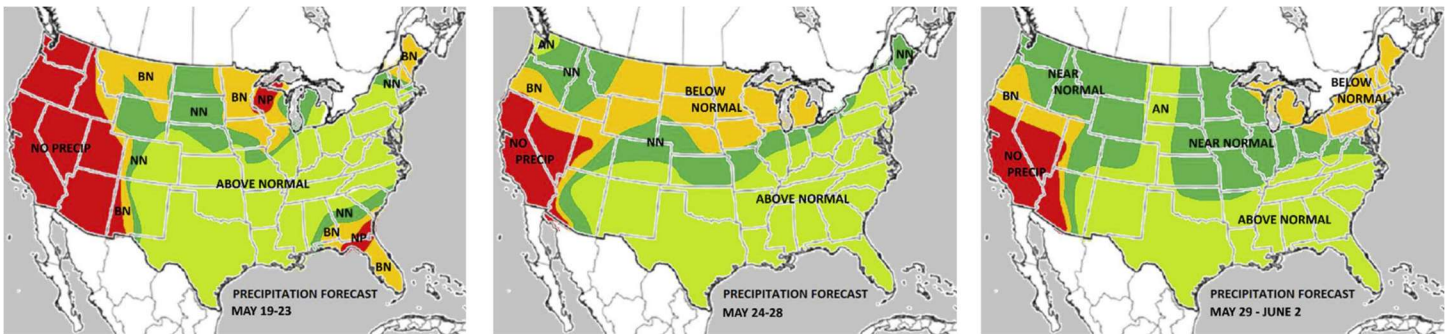 BN
BN
BN
NP
NN
NN
NO PRECIP
NN
ABOVE NORMAL
BN
NN
BN
NP
BN
PRECIPITATION FORECAST
MAY 19-23
AN
NN
NN
BN
BELOW
NORMAL
NO
PRECIP
NN
ABOVE NORMAL
PRECIPITATION FORECAST
MAY 24-28
NEAR
NORMAL
BELOW
NORMAL
BN
AN
NEAR NORMAL
NO
PRECIP
ABOVE NORMAL
PRECIPITATION FORECAST
MAY 29 - JUNE 2